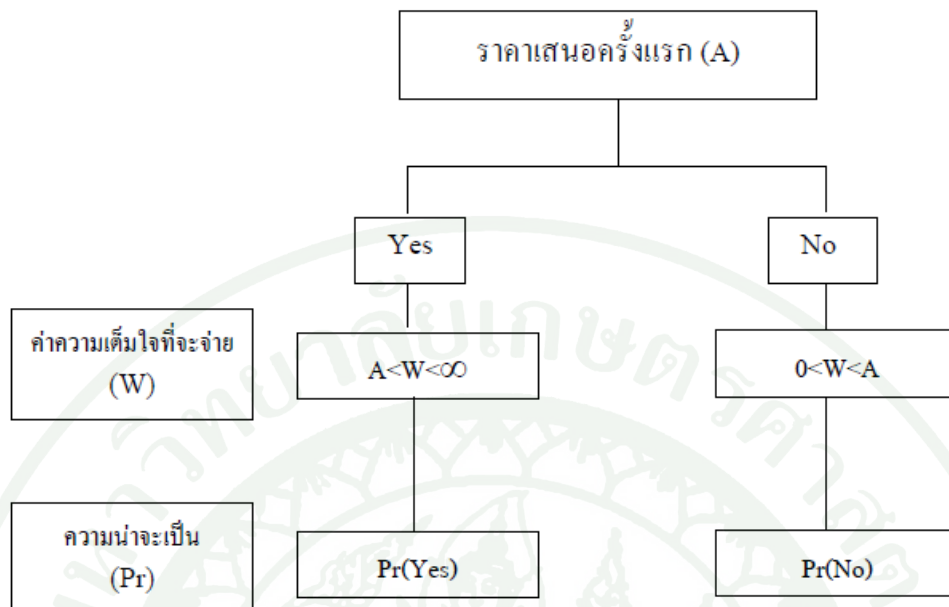 ราคาเสนอครั้งแรก (A)
Yes
No
ค่าความเต็มใจที่จะจ่าย
(W)
A<W<∞
0<W<A
ความน่าจะเป็น
(Pr)
Pr(Yes)
Pr(No)